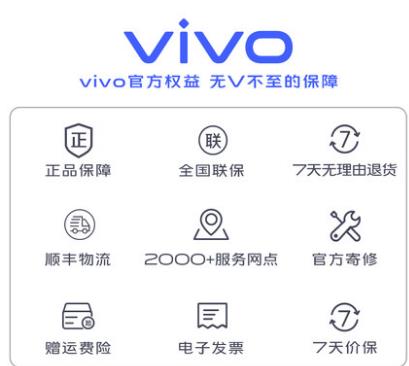 vivo
vivo官方权益 无V不至的保障
正 联 7
正品保障 全国联保 7天无理由退货
顺丰物流 2000+服务网点 官方寄修
7
赠运费险 电子发票 7天价保